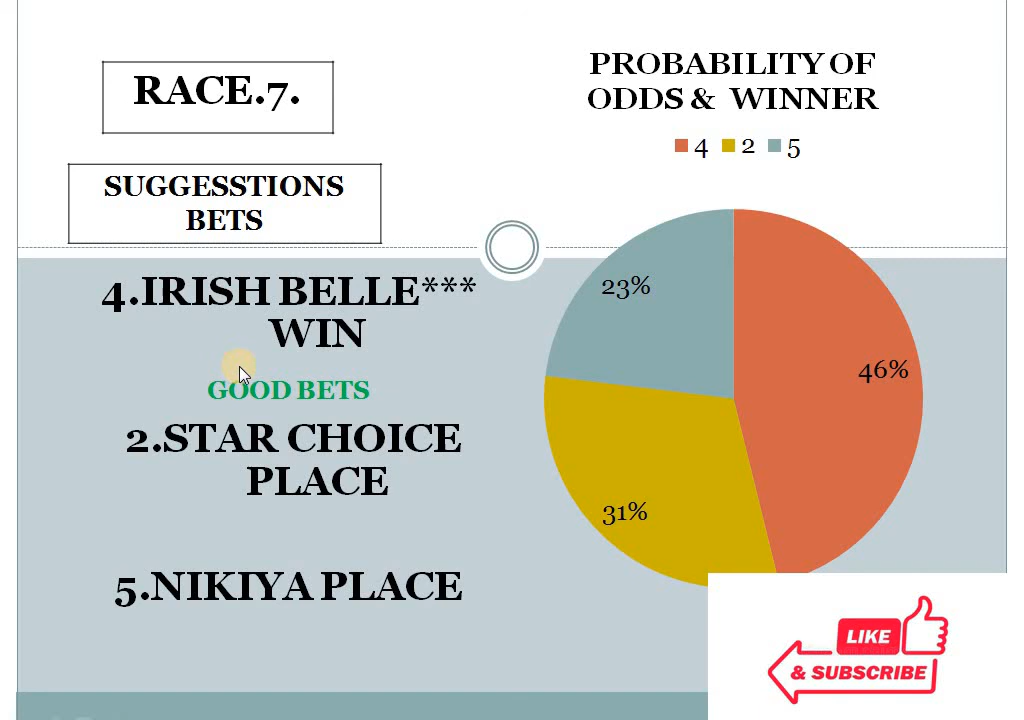 RACE.7.
SUGGESSTIONS
BETS
4.IRISH BELLE***
WIN
GOOD BETS
2.STAR CHOICE
PLACE
5.NIKIYA PLACE
PROBABILITY OF
ODDS & WINNER
4 2 5
23%
46%
31%
LIKE
& SUBSCRIBE